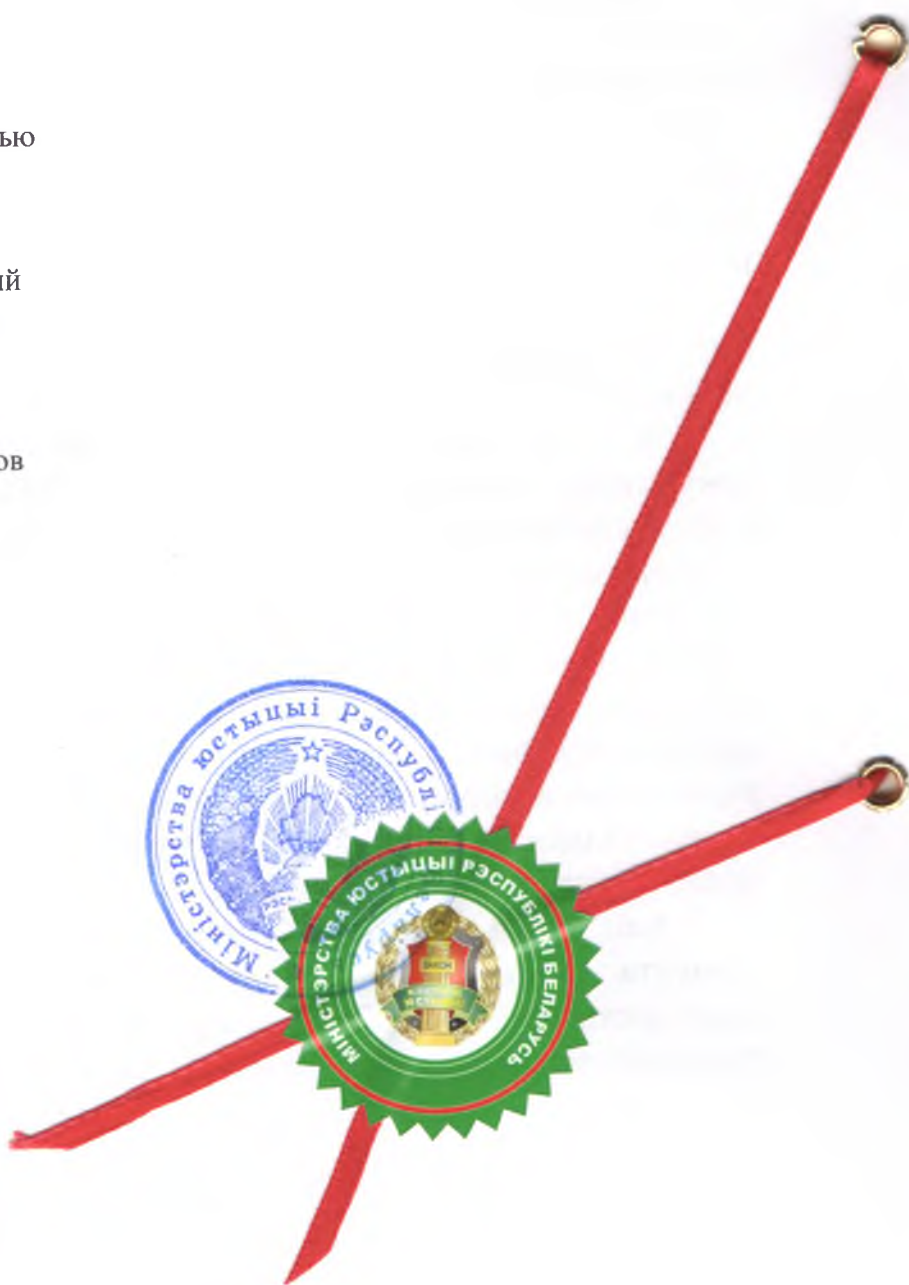 ью
ий
ов
Міністэрства юстыцыі Рэспублі
МІНІСТЭРСТВА ЮСТЫЦЫІ РЭСПУБЛІКІ БЕЛАРУСЬ